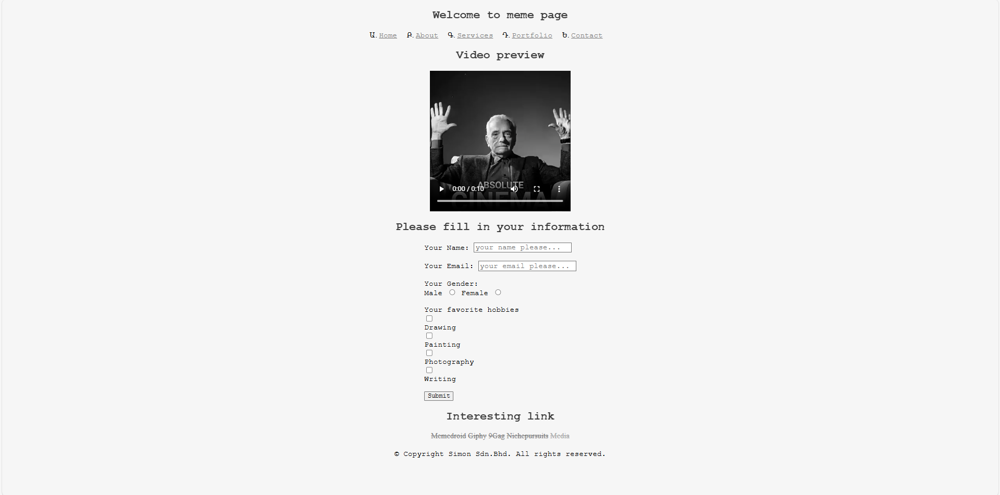 Welcome to meme page
Ա. Home Բ. About Գ. Services Դ. Portfolio Ե. Contact
Video preview
ABSOLUTE
CINEMA
0:00 / 0:10
Please fill in your information
Your Name: your name please...
Your Email: your email please...
Your Gender:
Male Female
Your favorite hobbies
Drawing
Painting
Photography
Writing
Submit
Interesting link
Memedroid Giphy 9Gag Nichepursuits Media
© Copyright Simon Sdn.Bhd. All rights reserved.